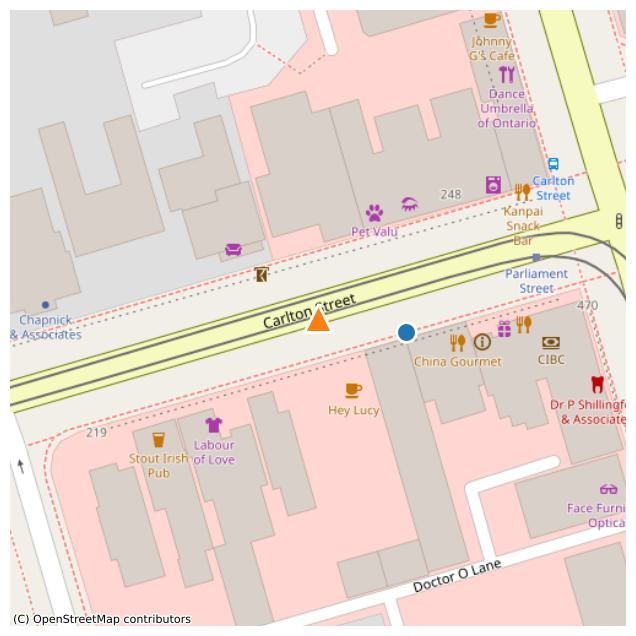 Johnny
G's Cafe
Dance
Umbrella
of Ontario
Carlton
Street
248
Kanpai
Snack
Bar
Pet Valu
Parliament
Street
Carlton Street
Chapnick
& Associates
470
China Gourmet
CIBC
Dr P Shillingf
& Associate
Hey Lucy
219
Labour
of Love
Stout Irish
Pub
Face Furni
Optica
Doctor O Lane
(C) OpenStreetMap contributors